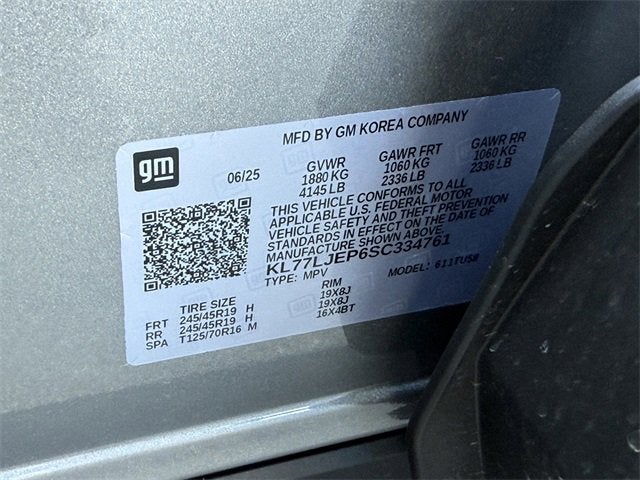 MFD BY GM KOREA COMPANY
gm
06/25 GVWR GAWR FRT GAWR RR
1880 KG 1060 KG 1060 KG
4145 LB 2336 LB 2336 LB
THIS VEHICLE CONFORMS TO ALL
APPLICABLE U.S. FEDERAL MOTOR
VEHICLE SAFETY AND THEFT PREVENTION
STANDARDS IN EFFECT ON THE DATE OF
MANUFACTURE SHOWN ABOVE.
KL77LJEP6SC334761
TYPE: MPV MODEL: 611TUS8
TIRE SIZE RIM
FRT 245/45R19 H 19X8J
RR 245/45R19 H 19X8J
SPA T125/70R16 M 16X4BT